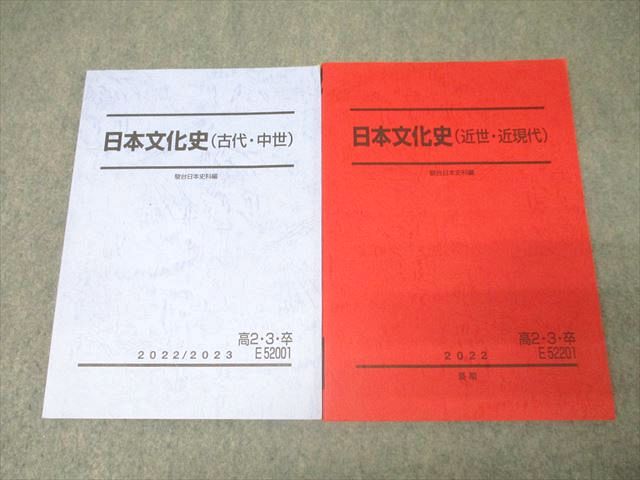 日本文化史(古代・中世)
駿台日本史科編
高2・3・卒
2022/2023 E52001
日本文化史(近世・近現代)
駿台日本史科編
高2・3・卒
2022 E52201